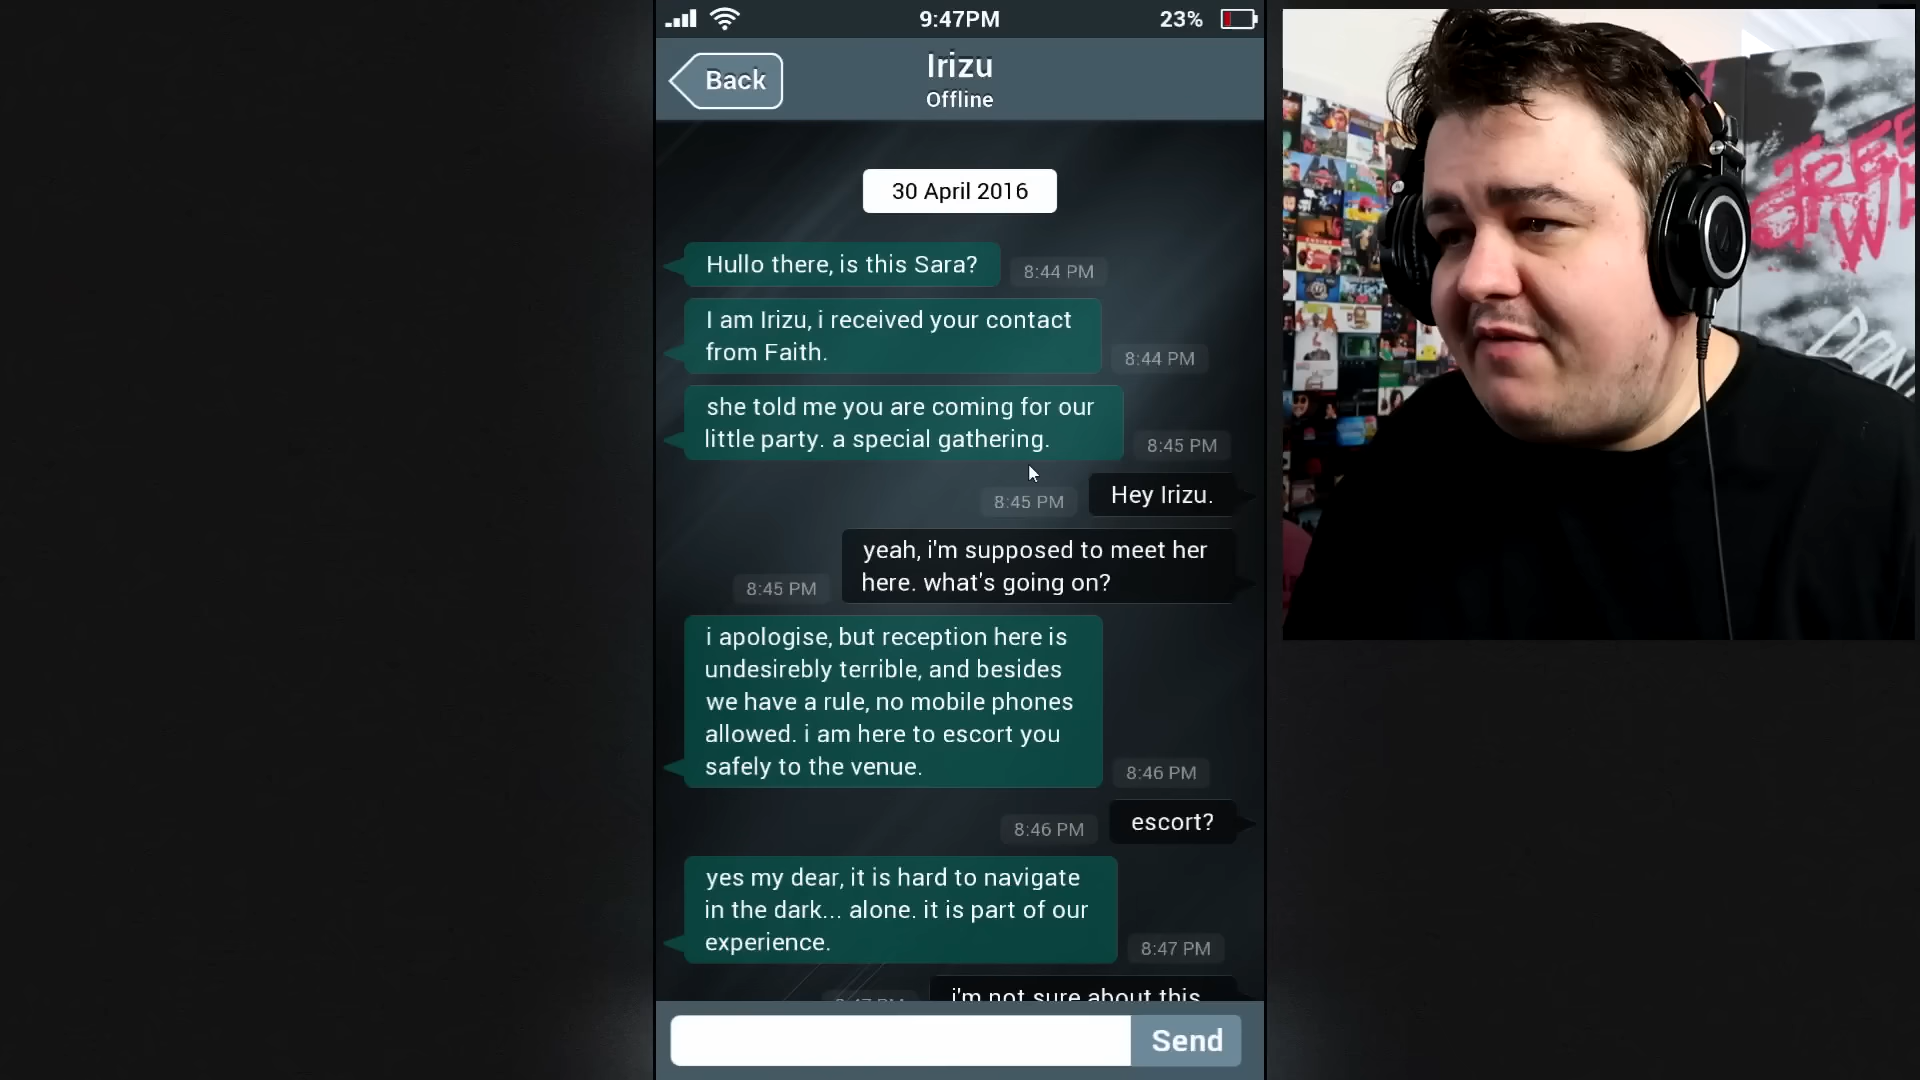 9:47PM
23%
Back
Irizu
Offline
30 April 2016
Hullo there, is this Sara?
8:44 PM
I am Irizu, i received your contact
from Faith.
8:44 PM
she told me you are coming for our
little party. a special gathering.
8:45 PM
8:45 PM
Hey Irizu.
yeah, i'm supposed to meet her
here. what's going on?
8:45 PM
i apologise, but reception here is
undesirebly terrible, and besides
we have a rule, no mobile phones
allowed. i am here to escort you
safely to the venue.
8:46 PM
8:46 PM
escort?
yes my dear, it is hard to navigate
in the dark... alone. it is part of our
experience.
8:47 PM
8:47 PM
i'm not sure about this
Send